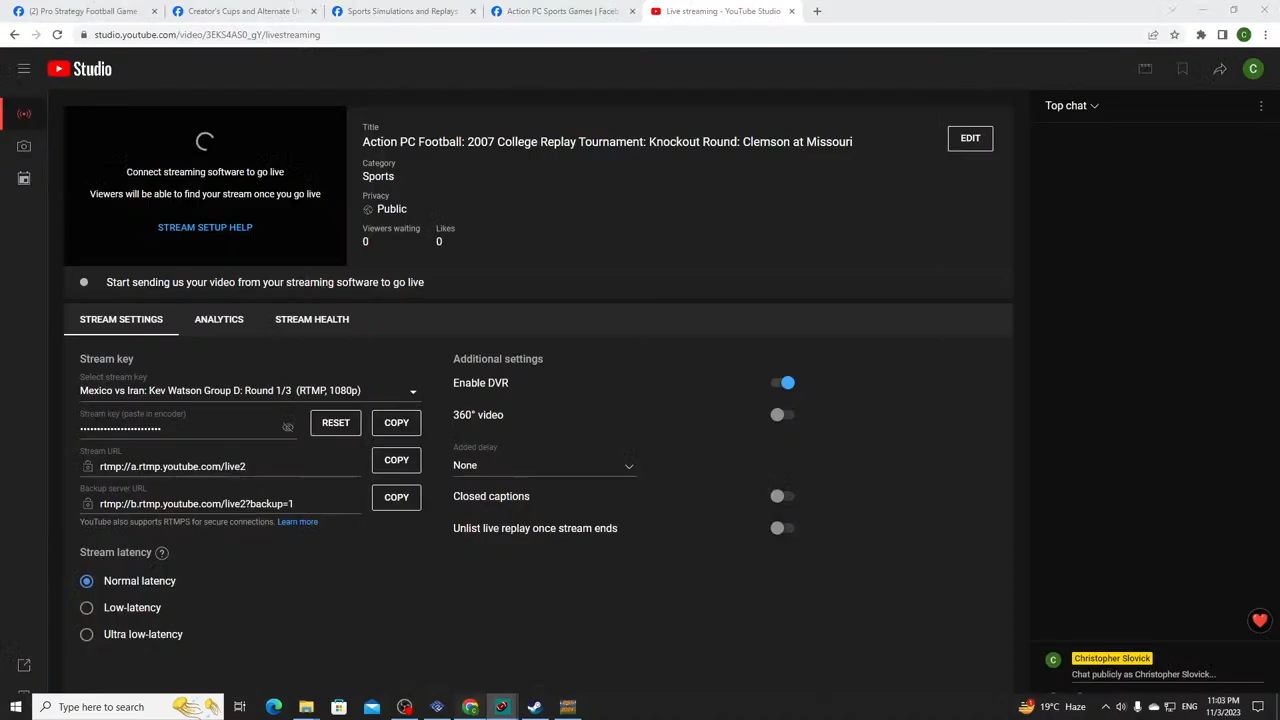 (2) Pro Strategy Football Game
Creator's Cups and Alternate Un
Sports Simulations and Replays
Action PC Sports Games | Faceb
Live streaming - YouTube Studio
studio.youtube.com/video/3EKS4AS0_gY/livestreaming
C
Studio
C
Connect streaming software to go live
Viewers will be able to find your stream once you go live
STREAM SETUP HELP
Title
Action PC Football: 2007 College Replay Tournament: Knockout Round: Clemson at Missouri
EDIT
Category
Sports
Privacy
Public
Viewers waiting
Likes
0
0
Top chat
Start sending us your video from your streaming software to go live
STREAM SETTINGS
ANALYTICS
STREAM HEALTH
Stream key
Select stream key
Mexico vs Iran: Kev Watson Group D: Round 1/3 (RTMP, 1080p)
Stream key (paste in encoder)
••••••••••••••••••••••••
RESET
COPY
Stream URL
rtmp://a.rtmp.youtube.com/live2
COPY
Backup server URL
rtmp://b.rtmp.youtube.com/live2?backup=1
COPY
YouTube also supports RTMPS for secure connections. Learn more
Stream latency
Normal latency
Low-latency
Ultra low-latency
Additional settings
Enable DVR
360° video
Added delay
None
Closed captions
Unlist live replay once stream ends
C
Christopher Slovick
Chat publicly as Christopher Slovick...
Type here to search
19°C Haze
ENG
11:03 PM
11/3/2023